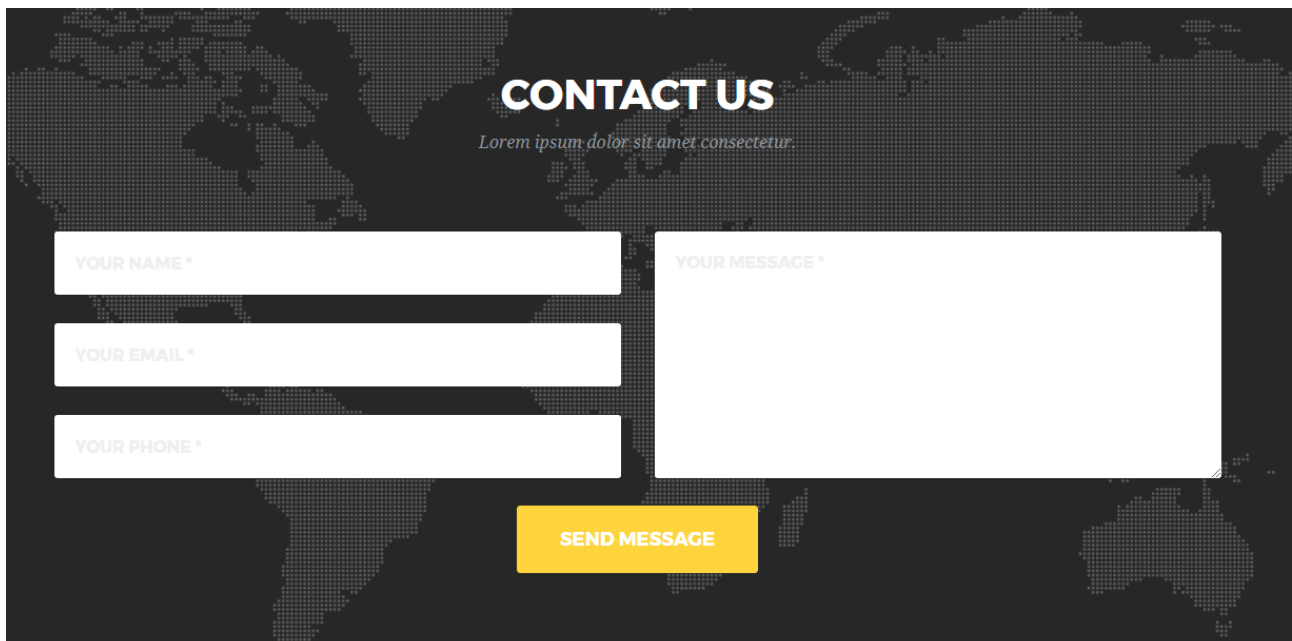 CONTACT US
Lorem ipsum dolor sit amet consectetur.
YOUR NAME *
YOUR MESSAGE *
YOUR EMAIL *
YOUR PHONE *
SEND MESSAGE